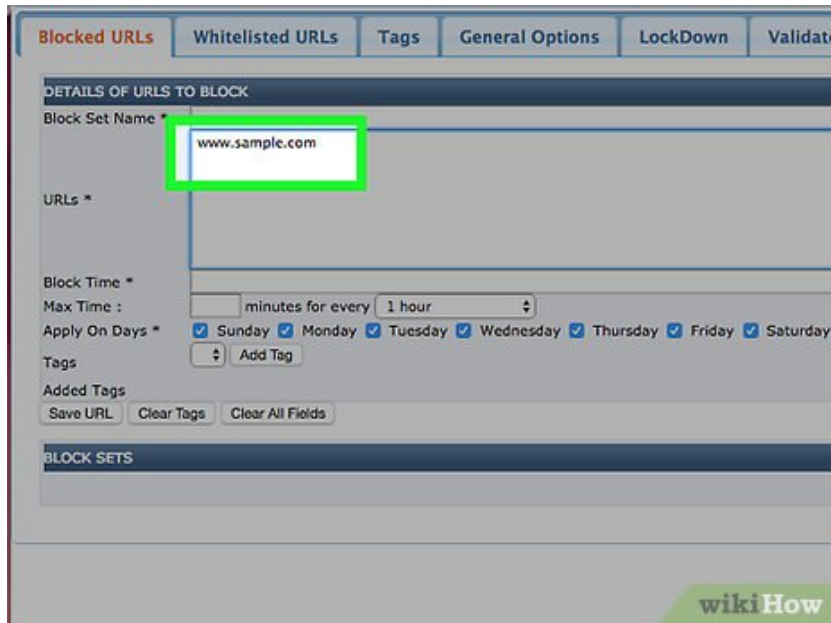 Blocked URLs Whitelisted URLs Tags General Options LockDown Validat
DETAILS OF URLS TO BLOCK
Block Set Name *
www.sample.com
URLs *
Block Time *
Max Time : minutes for every 1 hour
Apply On Days * Sunday Monday Tuesday Wednesday Thursday Friday Saturday
Tags Add Tag
Added Tags
Save URL Clear Tags Clear All Fields
BLOCK SETS
wikiHow